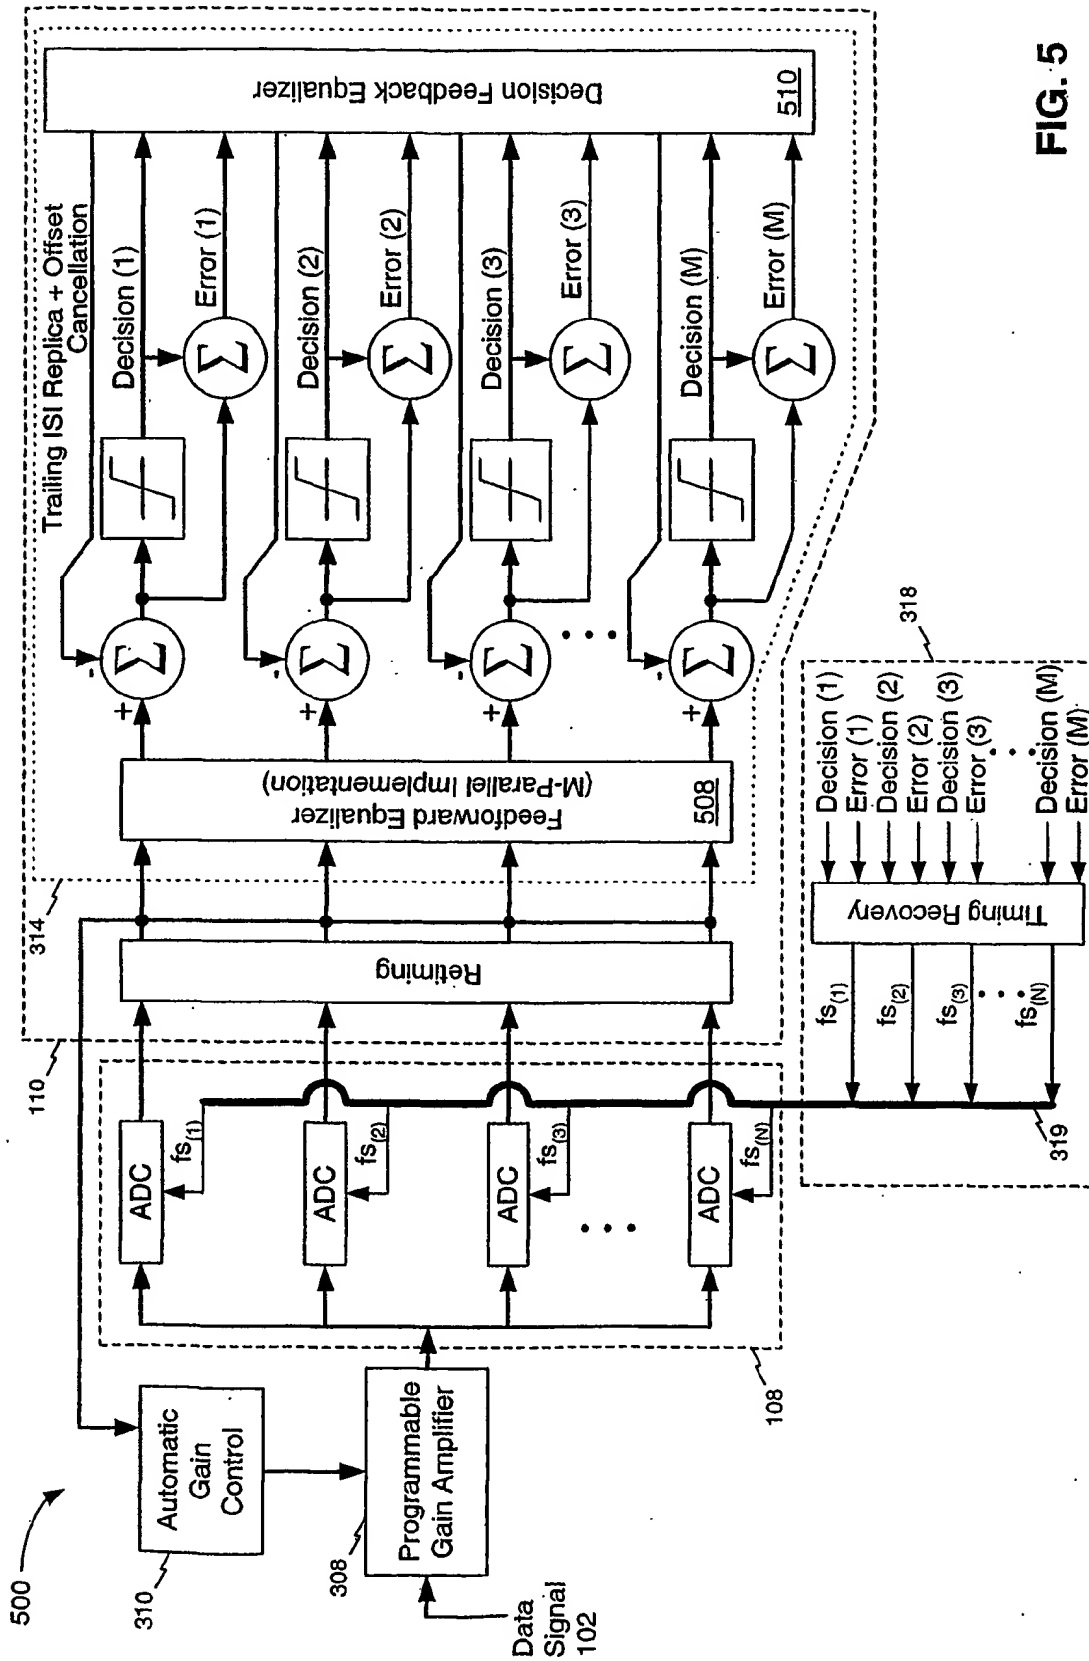 500
310
Automatic
Gain
Control
308
Programmable
Gain Amplifier
Data
Signal
102
108
ADC
fs(1)
ADC
fs(2)
ADC
fs(3)
• • •
ADC
fs(N)
110
314
Retiming
Feedforward Equalizer
(M-Parallel Implementation)
508
+
-
Σ
+
-
Σ
+
-
Σ
• • •
+
-
Σ
Trailing ISI Replica + Offset
Cancellation
Decision (1)
Σ
Error (1)
Decision (2)
Σ
Error (2)
Decision (3)
Σ
Error (3)
Decision (M)
Σ
Error (M)
Decision Feedback Equalizer
510
318
Decision (1)
Error (1)
Decision (2)
Error (2)
Decision (3)
Error (3)
• • •
Decision (M)
Error (M)
Timing Recovery
fs(1)
fs(2)
fs(3)
• • •
fs(N)
319
FIG. 5